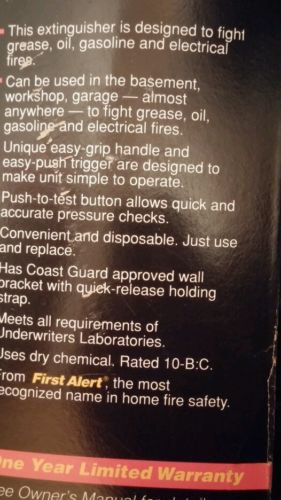 This extinguisher is designed to fight
grease, oil, gasoline and electrical
fires.
Can be used in the basement,
workshop, garage — almost
anywhere — to fight grease, oil,
gasoline and electrical fires.
Unique easy-grip handle and
easy-push trigger are designed to
make unit simple to operate.
Push-to-test button allows quick and
accurate pressure checks.
Convenient and disposable. Just use
and replace.
Has Coast Guard approved wall
bracket with quick-release holding
strap.
Meets all requirements of
Underwriters Laboratories.
Uses dry chemical. Rated 10-B:C.
From First Alert®, the most
recognized name in home fire safety.
One Year Limited Warranty
See Owner's Manual for details